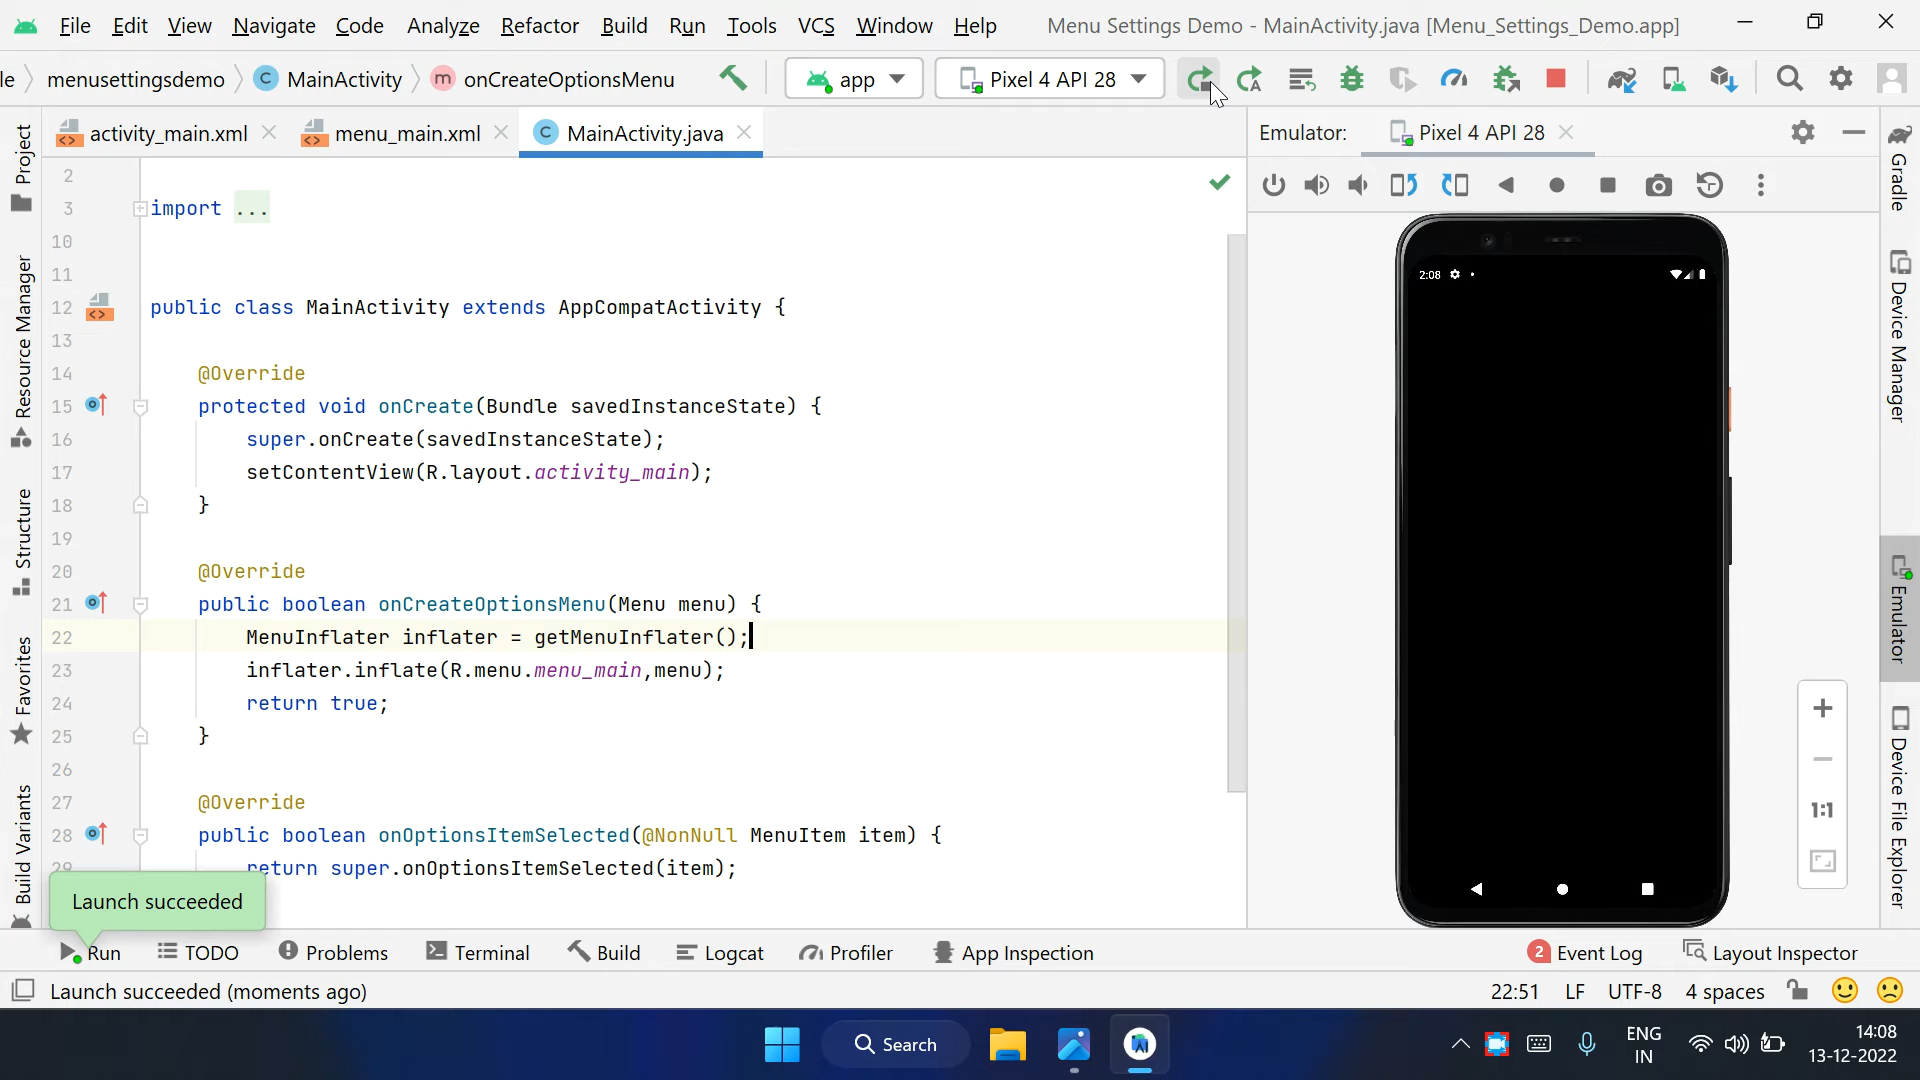 File Edit View Navigate Code Analyze Refactor Build Run Tools VCS Window Help Menu Settings Demo - MainActivity.java [Menu_Settings_Demo.app]
le menusettingsdemo C MainActivity m onCreateOptionsMenu app Pixel 4 API 28
activity_main.xml menu_main.xml C MainActivity.java Emulator: Pixel 4 API 28
Project
Resource Manager
Structure
Favorites
Build Variants
2
3 import ...
10
11
12 public class MainActivity extends AppCompatActivity {
13
14 @Override
15 protected void onCreate(Bundle savedInstanceState) {
16 super.onCreate(savedInstanceState);
17 setContentView(R.layout.activity_main);
18 }
19
20 @Override
21 public boolean onCreateOptionsMenu(Menu menu) {
22 MenuInflater inflater = getMenuInflater();
23 inflater.inflate(R.menu.menu_main,menu);
24 return true;
25 }
26
27 @Override
28 public boolean onOptionsItemSelected(@NonNull MenuItem item) {
29 return super.onOptionsItemSelected(item);
Launch succeeded
2:08
1:1
Gradle
Device Manager
Emulator
Device File Explorer
Run TODO Problems Terminal Build Logcat Profiler App Inspection 2 Event Log Layout Inspector
Launch succeeded (moments ago) 22:51 LF UTF-8 4 spaces
Search
ENG
IN
14:08
13-12-2022